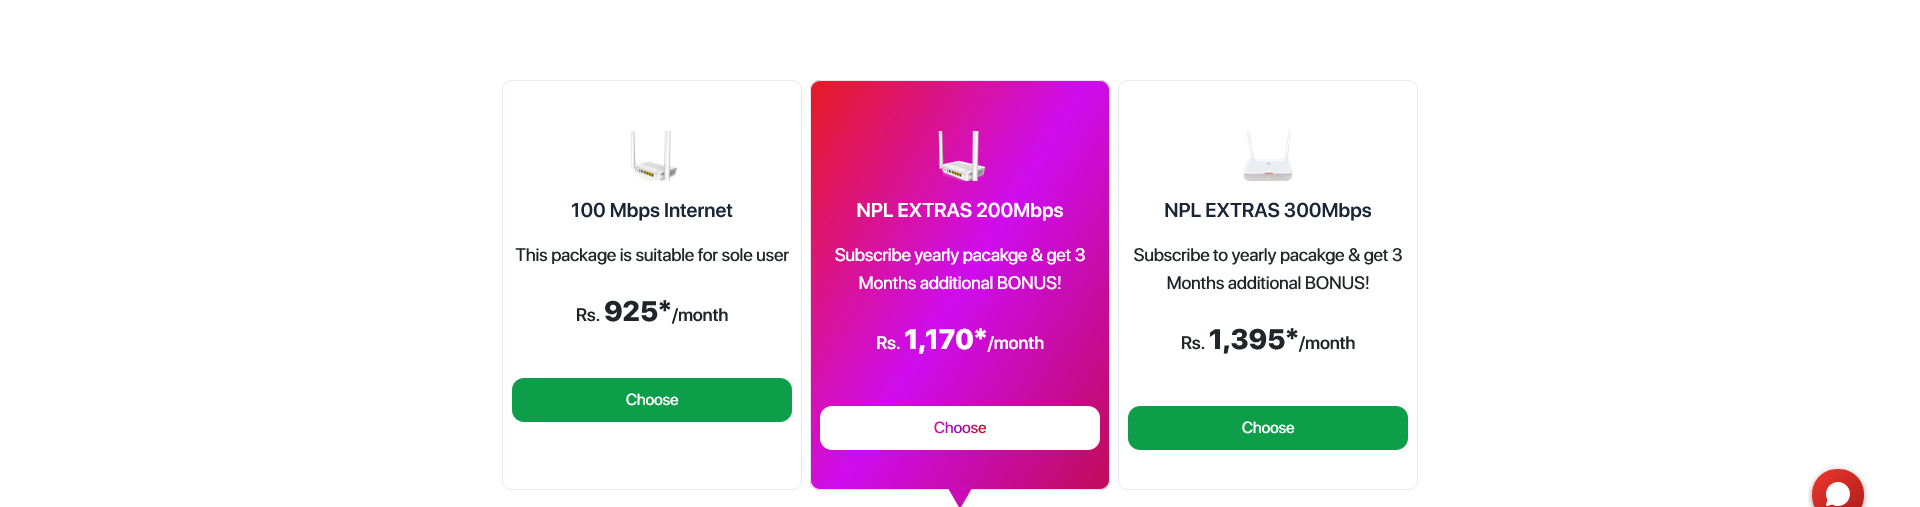 100 Mbps Internet
This package is suitable for sole user
Rs. 925*/month
Choose
NPL EXTRAS 200Mbps
Subscribe yearly pacakge & get 3
Months additional BONUS!
Rs. 1,170*/month
Choose
NPL EXTRAS 300Mbps
Subscribe to yearly pacakge & get 3
Months additional BONUS!
Rs. 1,395*/month
Choose